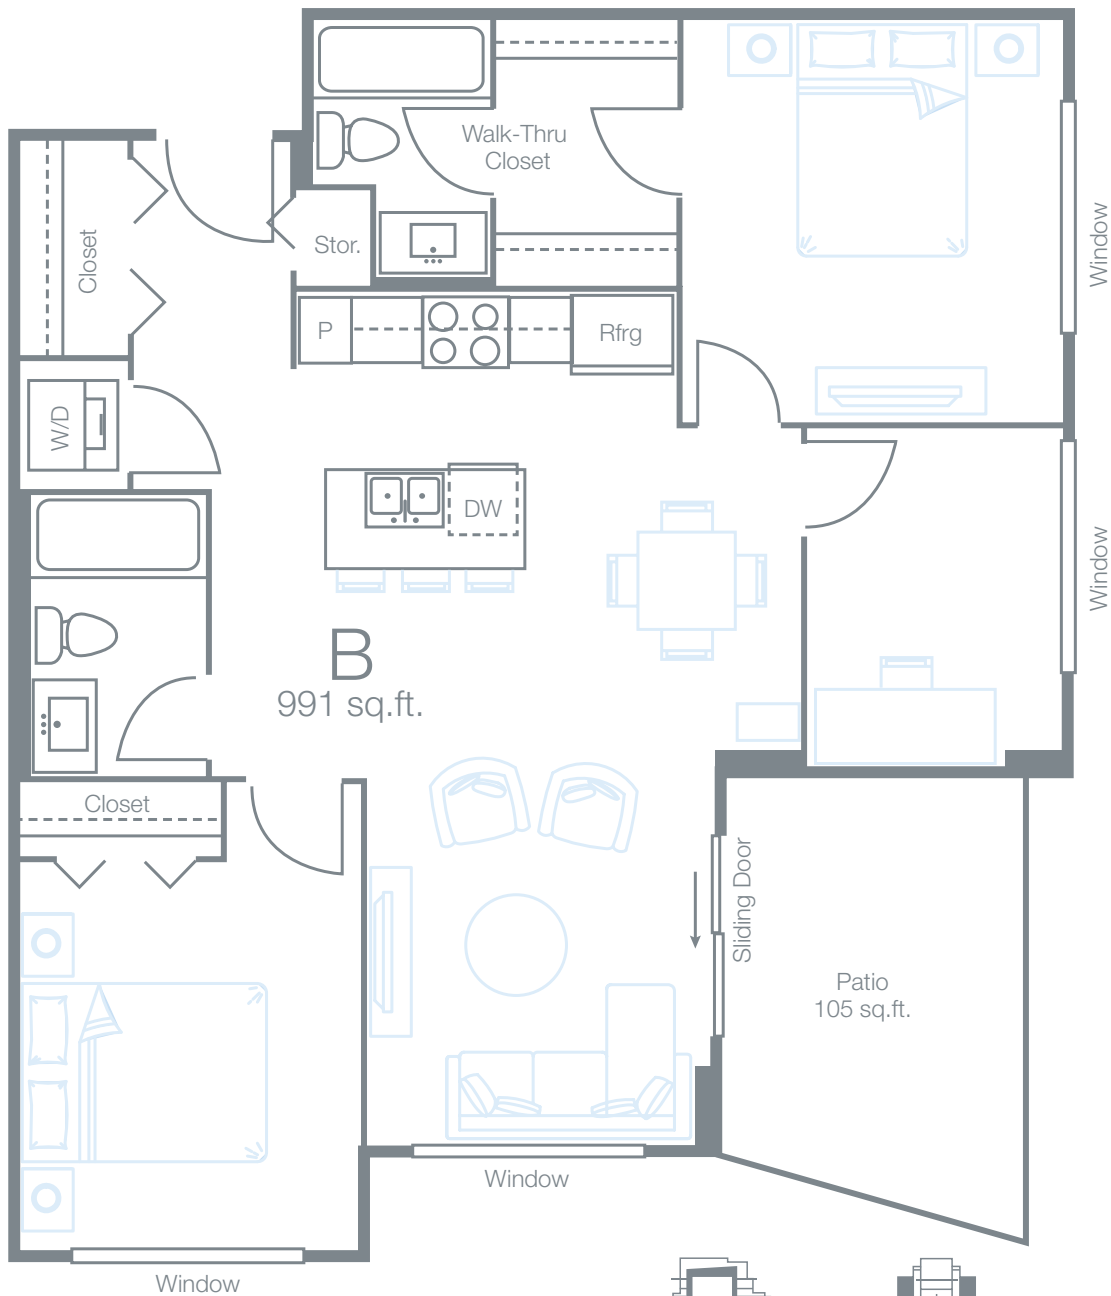 Walk-Thru
Closet
Closet
Stor.
Window
P
Rfrg
W/D
DW
Window
B
991 sq.ft.
Closet
Sliding Door
Patio
105 sq.ft.
Window
Window